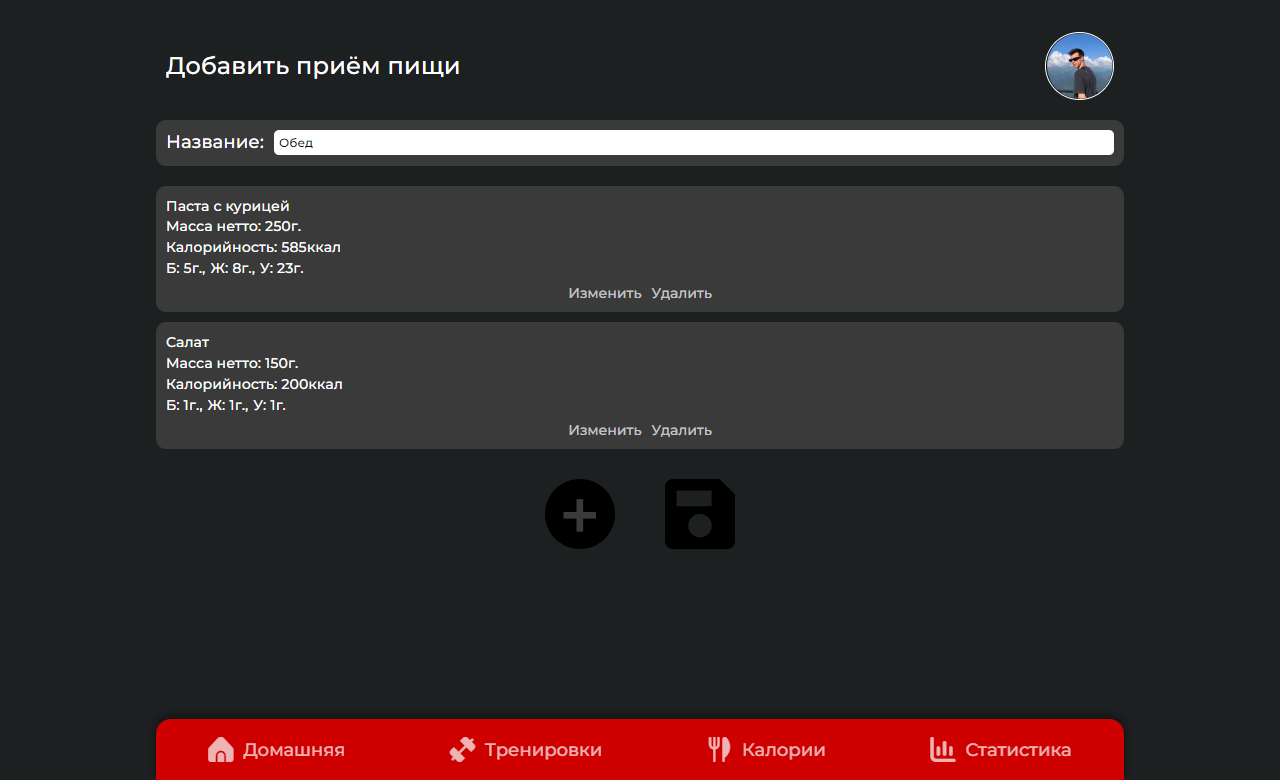 Добавить приём пищи
Название: Обед
Паста с курицей
Масса нетто: 250г.
Калорийность: 585ккал
Б: 5г., Ж: 8г., У: 23г.
Изменить Удалить
Салат
Масса нетто: 150г.
Калорийность: 200ккал
Б: 1г., Ж: 1г., У: 1г.
Изменить Удалить
Домашняя Тренировки Калории Статистика